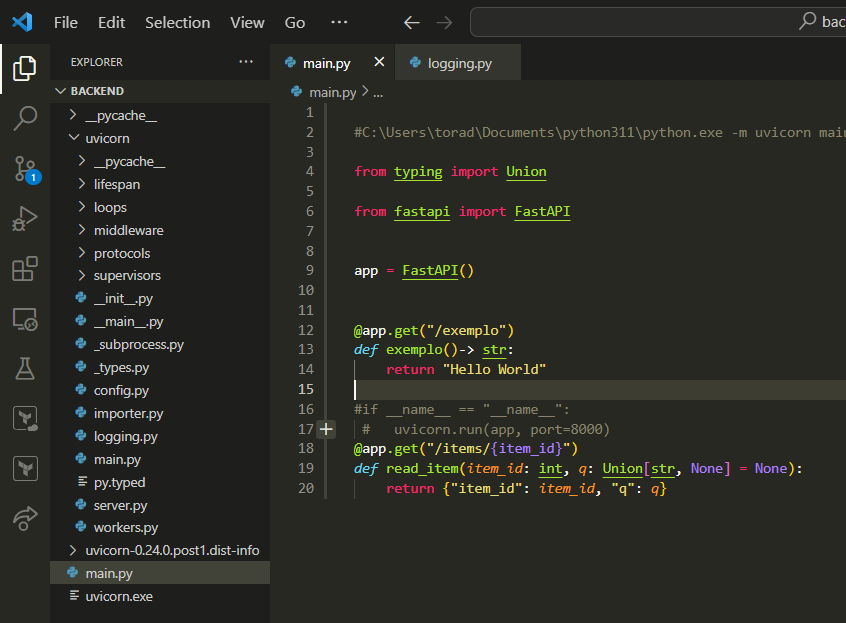 File Edit Selection View Go ···
bac
EXPLORER ···
BACKEND
__pycache__
uvicorn
__pycache__
lifespan
loops
middleware
protocols
supervisors
__init__.py
__main__.py
_subprocess.py
_types.py
config.py
importer.py
logging.py
main.py
py.typed
server.py
workers.py
uvicorn-0.24.0.post1.dist-info
main.py
uvicorn.exe
1
main.py logging.py
main.py > ...
1
2 #C:\Users\torad\Documents\python311\python.exe -m uvicorn main
3
4 from typing import Union
5
6 from fastapi import FastAPI
7
8
9 app = FastAPI()
10
11
12 @app.get("/exemplo")
13 def exemplo()-> str:
14 return "Hello World"
15
16 #if __name__ == "__name__":
17 # uvicorn.run(app, port=8000)
18 @app.get("/items/{item_id}")
19 def read_item(item_id: int, q: Union[str, None] = None):
20 return {"item_id": item_id, "q": q}